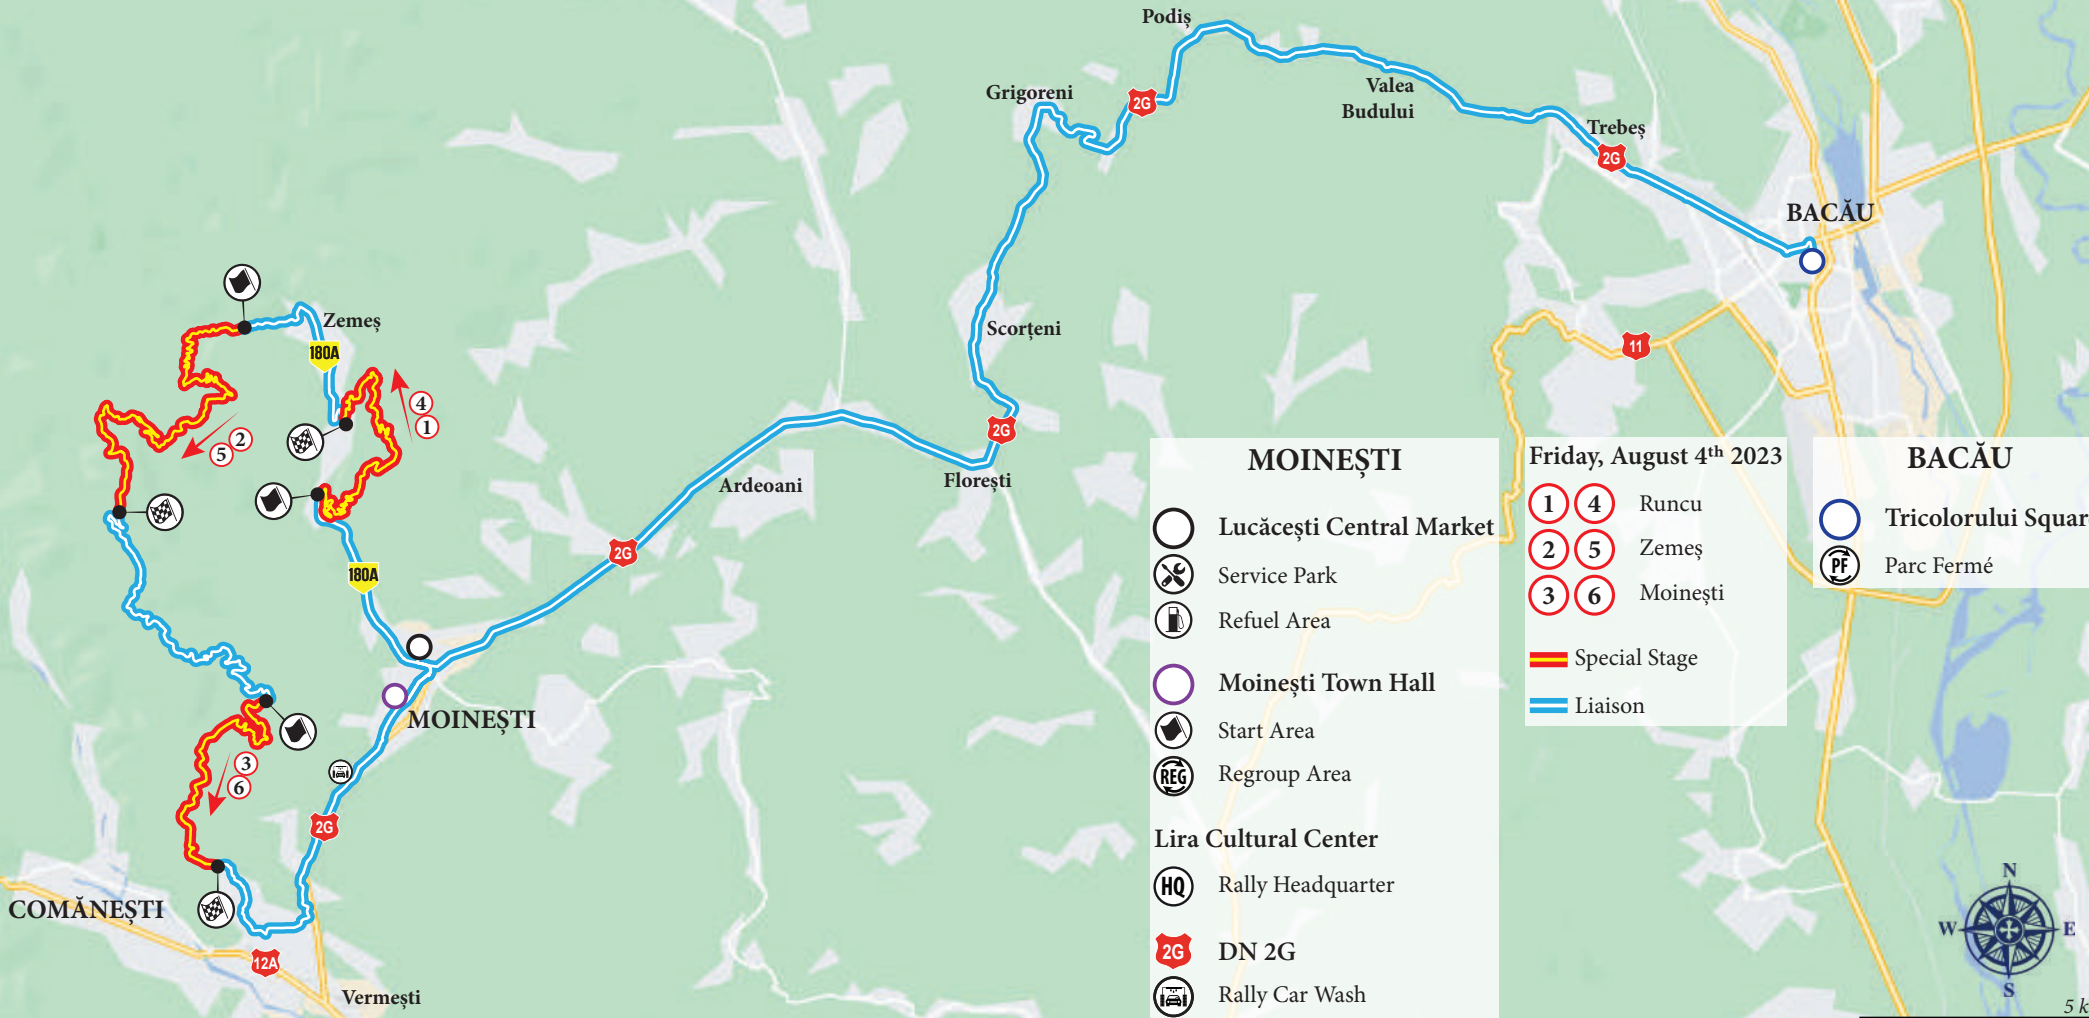 Podiș
Grigoreni
2G
Valea
Budului
Trebeș
2G
BACĂU
Zemeș
180A
Scorțeni
11
4
1
2
5
2G
Florești
Ardeoani
2G
180A
MOINEȘTI
3
6
2G
COMĂNEȘTI
12A
Vermești
MOINEȘTI
Lucăcești Central Market
Service Park
Refuel Area
Moinești Town Hall
Start Area
REG Regroup Area
Lira Cultural Center
HQ Rally Headquarter
2G DN 2G
Rally Car Wash
Friday, August 4th 2023
1 4 Runcu
2 5 Zemeș
3 6 Moinești
Special Stage
Liaison
BACĂU
Tricolorului Squar
PF Parc Fermé
N
W E
S
5 k